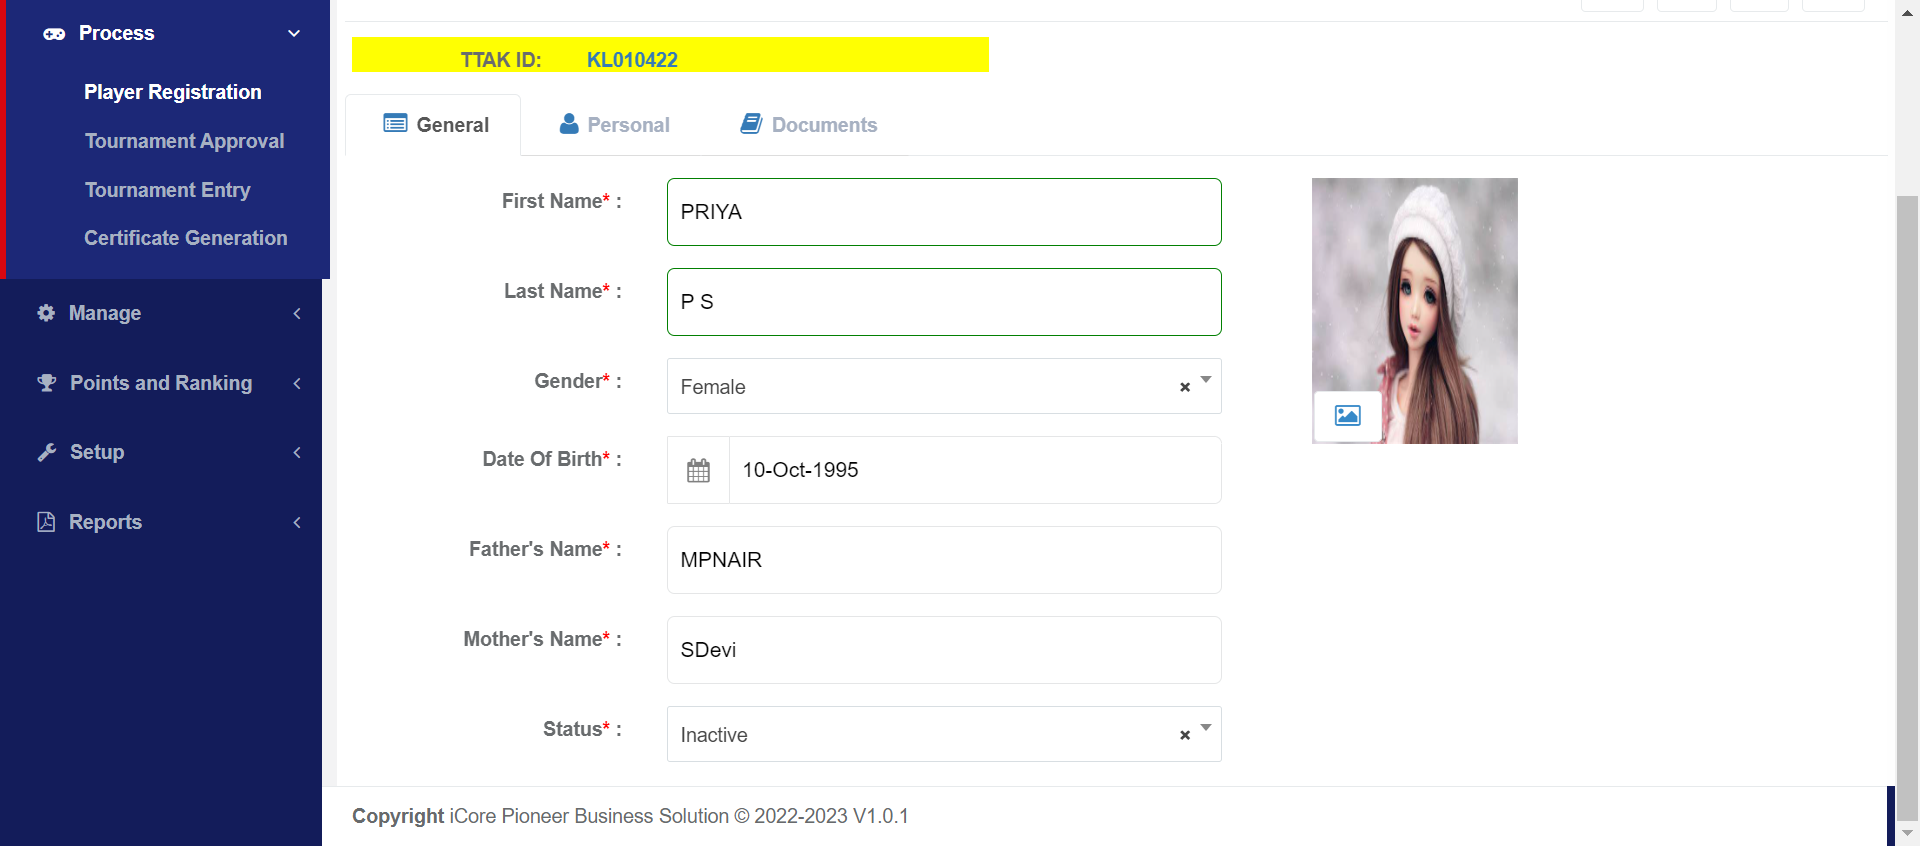 Process
Player Registration
Tournament Approval
Tournament Entry
Certificate Generation
Manage
Points and Ranking
Setup
Reports
TTAK ID: KL010422
General Personal Documents
First Name* : PRIYA
Last Name* : P S
Gender* : Female ×
Date Of Birth* : 10-Oct-1995
Father's Name* : MPNAIR
Mother's Name* : SDevi
Status* : Inactive ×
Copyright iCore Pioneer Business Solution © 2022-2023 V1.0.1